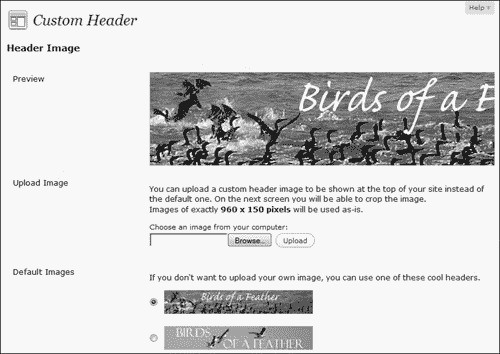 Help
Custom Header
Header Image
Preview
Birds of a F
Upload Image
You can upload a custom header image to be shown at the top of your site instead of
the default one. On the next screen you will be able to crop the image.
Images of exactly 960 x 150 pixels will be used as-is.
Choose an image from your computer:
Browse... Upload
Default Images
If you don't want to upload your own image, you can use one of these cool headers.
Birds of a Feather
BIRDS
OF A FEATHER